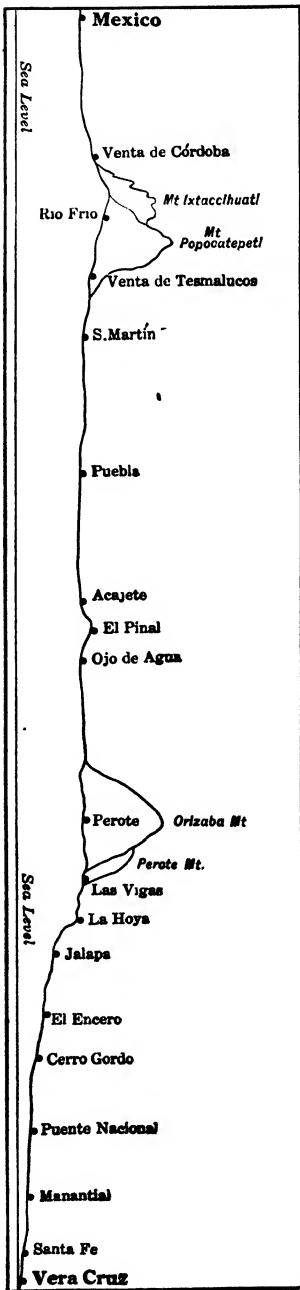 Mexico
Sea Level
Venta de Córdoba
Mt Ixtaccihuatl
Rio Frio
Mt
Popocatepetl
Venta de Tesmalucos
S. Martín
Puebla
Acajete
El Pinal
Ojo de Agua
Perote
Orizaba Mt
Perote Mt.
Las Vigas
Sea Level
La Hoya
Jalapa
El Encero
Cerro Gordo
Puente Nacional
Manantial
Santa Fe
Vera Cruz